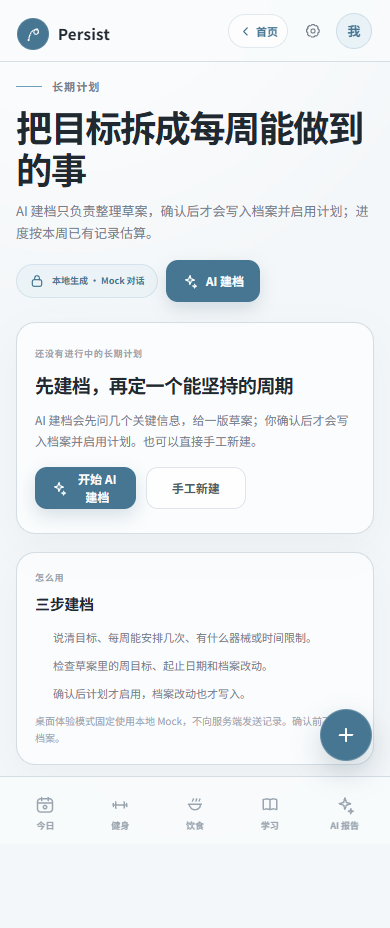 Persist
首页
我
长期计划
把目标拆成每周能做到
的事
AI 建档只负责整理草案，确认后才会写入档案并启用计划；进
度按本周已有记录估算。
本地生成 · Mock 对话
AI 建档
还没有进行中的长期计划
先建档，再定一个能坚持的周期
AI 建档会先问几个关键信息，给一版草案；你确认后才会写
入档案并启用计划。也可以直接手工新建。
开始 AI
建档
手工新建
怎么用
三步建档
说清目标、每周能安排几次、有什么器械或时间限制。
检查草案里的周目标、起止日期和档案改动。
确认后计划才启用，档案改动也才写入。
桌面体验模式固定使用本地 Mock，不向服务端发送记录。确认前
档案。
今日
健身
饮食
学习
AI 报告